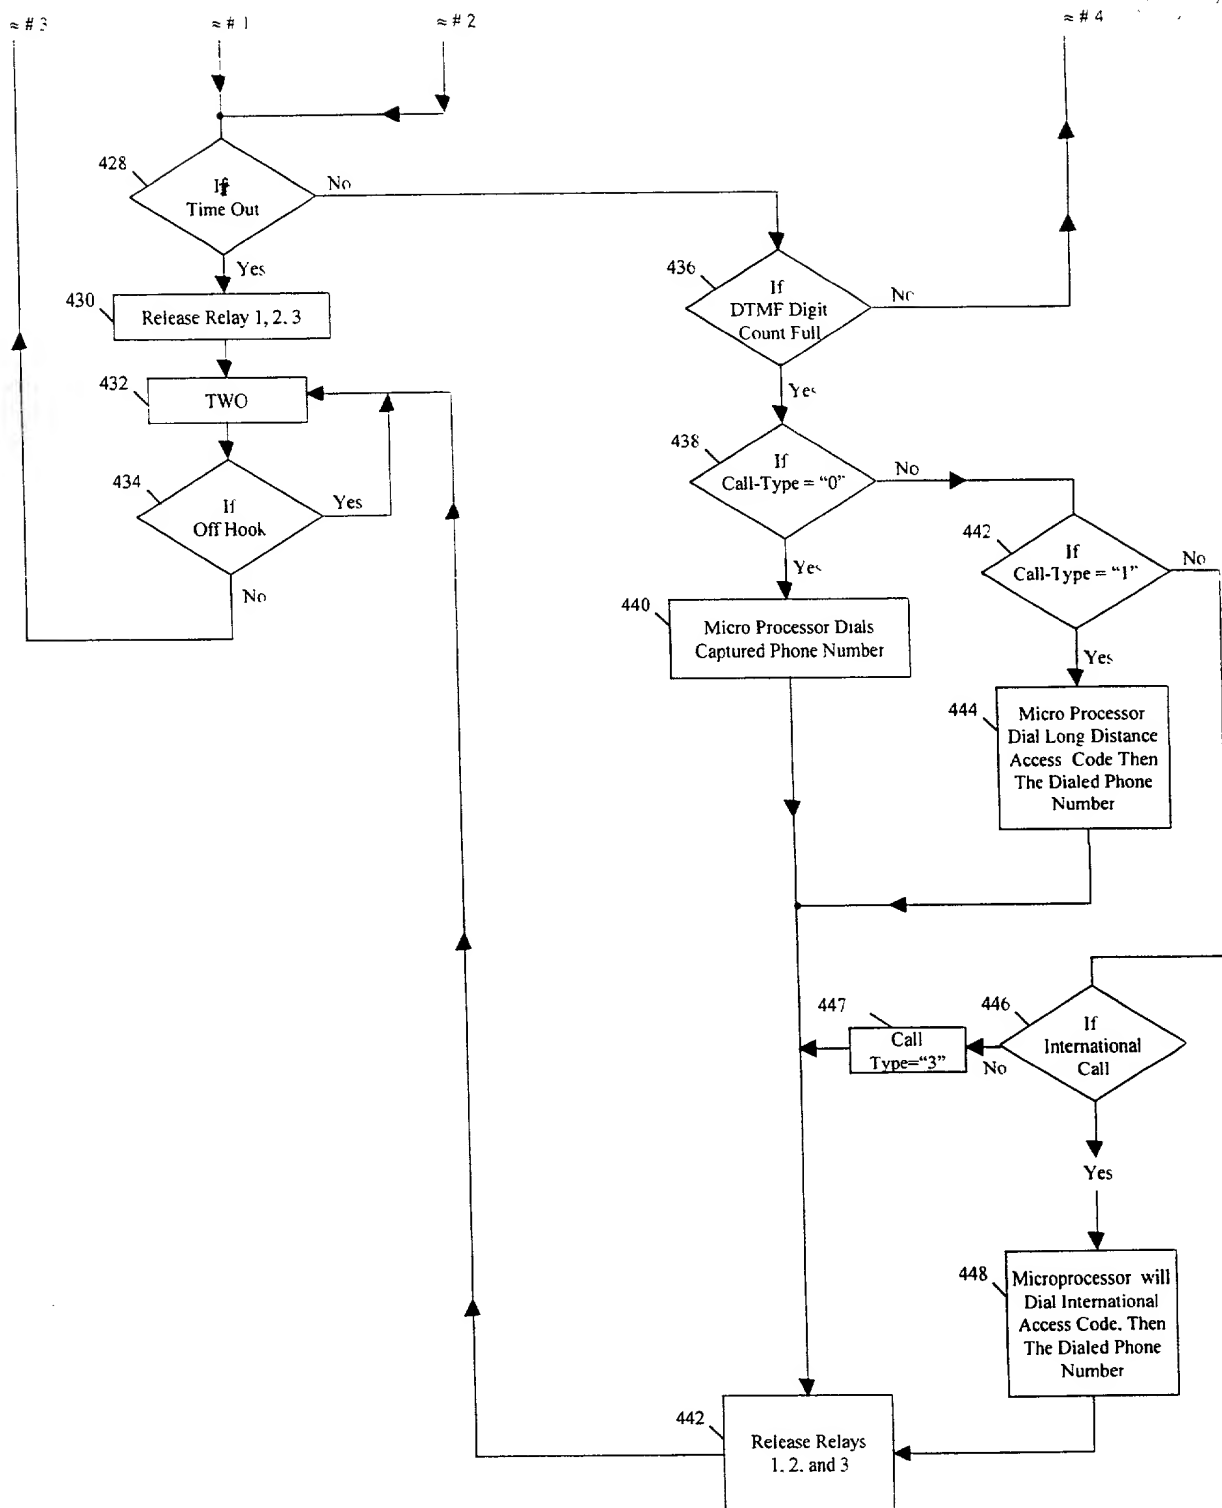 ≈ # 3
≈ # 1
≈ # 2
≈ # 4
428
If
Time Out
No
Yes
430
Release Relay 1, 2. 3
432
TWO
434
If
Off Hook
Yes
No
436
If
DTMF Digit
Count Full
No
Yes
438
If
Call-Type = “0”
No
Yes
440
Micro Processor Dials
Captured Phone Number
442
If
Call-Type = “1”
No
Yes
444
Micro Processor
Dial Long Distance
Access Code Then
The Dialed Phone
Number
446
If
International
Call
No
447
Call
Type=“3”
Yes
448
Microprocessor will
Dial International
Access Code. Then
The Dialed Phone
Number
442
Release Relays
1. 2. and 3